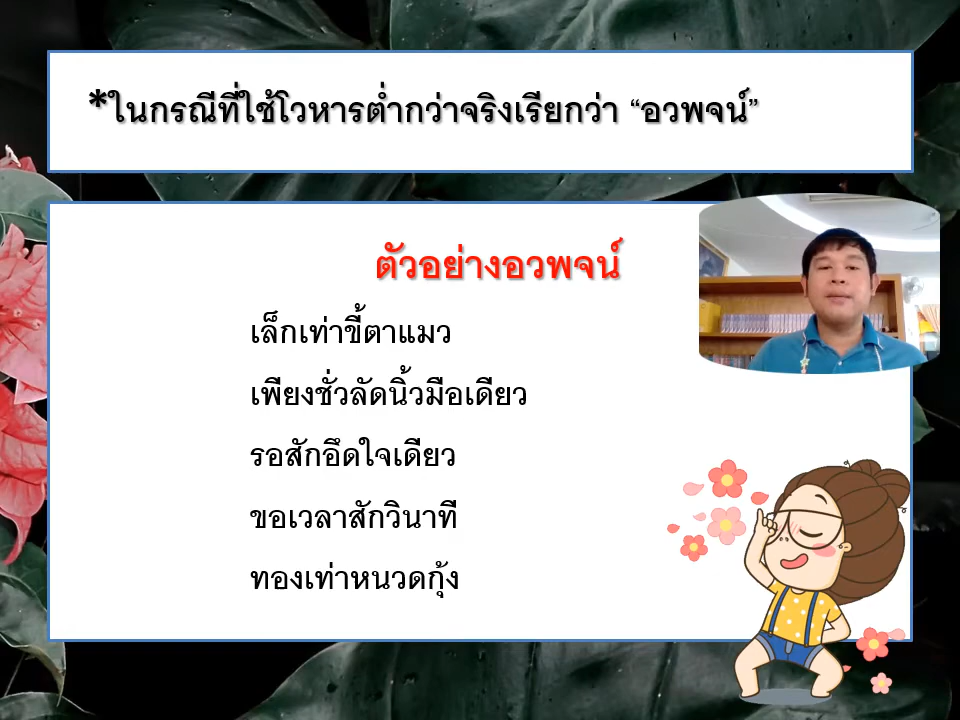 *ในกรณีที่ใช้โวหารต่ำกว่าจริงเรียกว่า “อวพจน์”
ตัวอย่างอวพจน์
เล็กเท่าขี้ตาแมว
เพียงชั่วลัดนิ้วมือเดียว
รอสักอึดใจเดียว
ขอเวลาสักวินาที
ทองเท่าหนวดกุ้ง